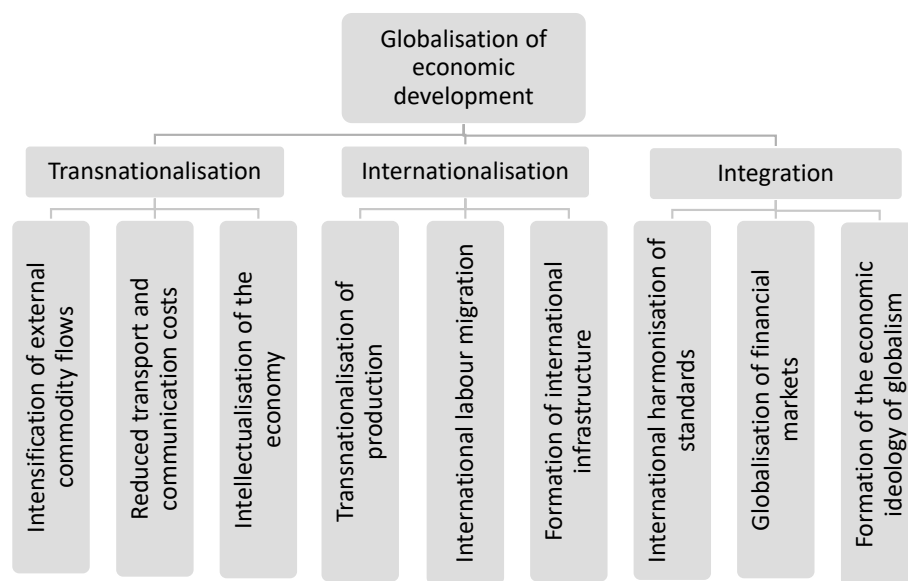 Globalisation of
economic
development
Transnationalisation
Internationalisation
Integration
Intensification of external
commodity flows
Reduced transport and
communication costs
Intellectualisation of the
economy
Transnationalisation of
production
International labour migration
Formation of international
infrastructure
International harmonisation of
standards
Globalisation of financial
markets
Formation of the economic
ideology of globalism